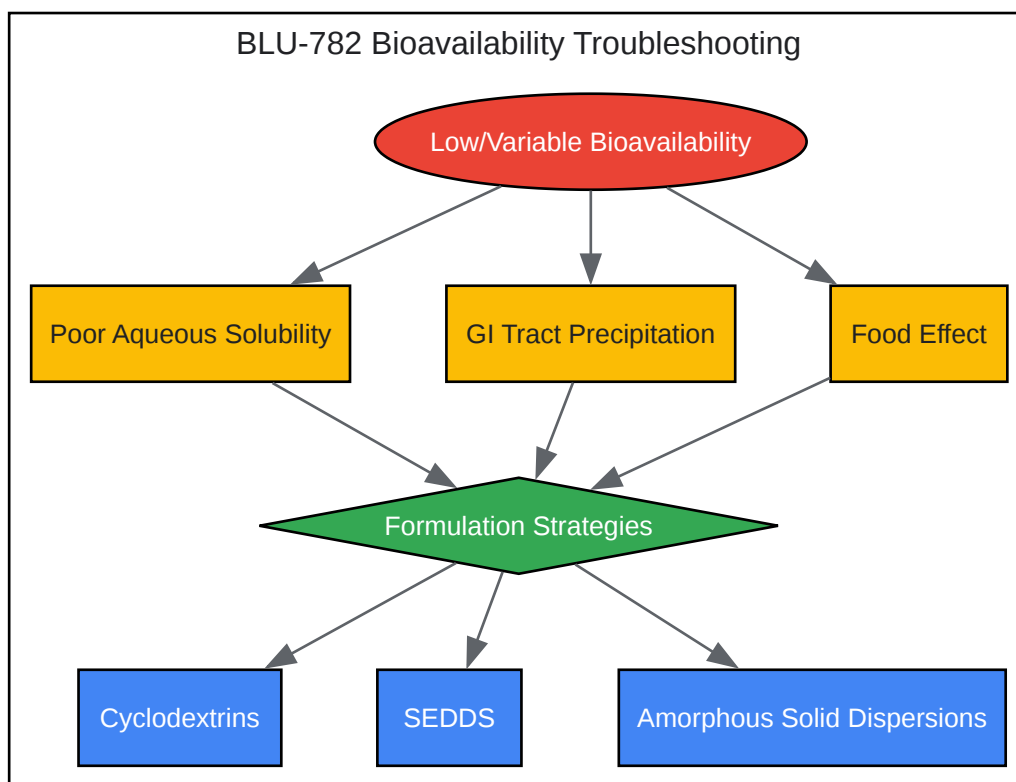 BLU-782 Bioavailability Troubleshooting
Low/Variable Bioavailability
Poor Aqueous Solubility
GI Tract Precipitation
Food Effect
Formulation Strategies
Cyclodextrins
SEDDS
Amorphous Solid Dispersions